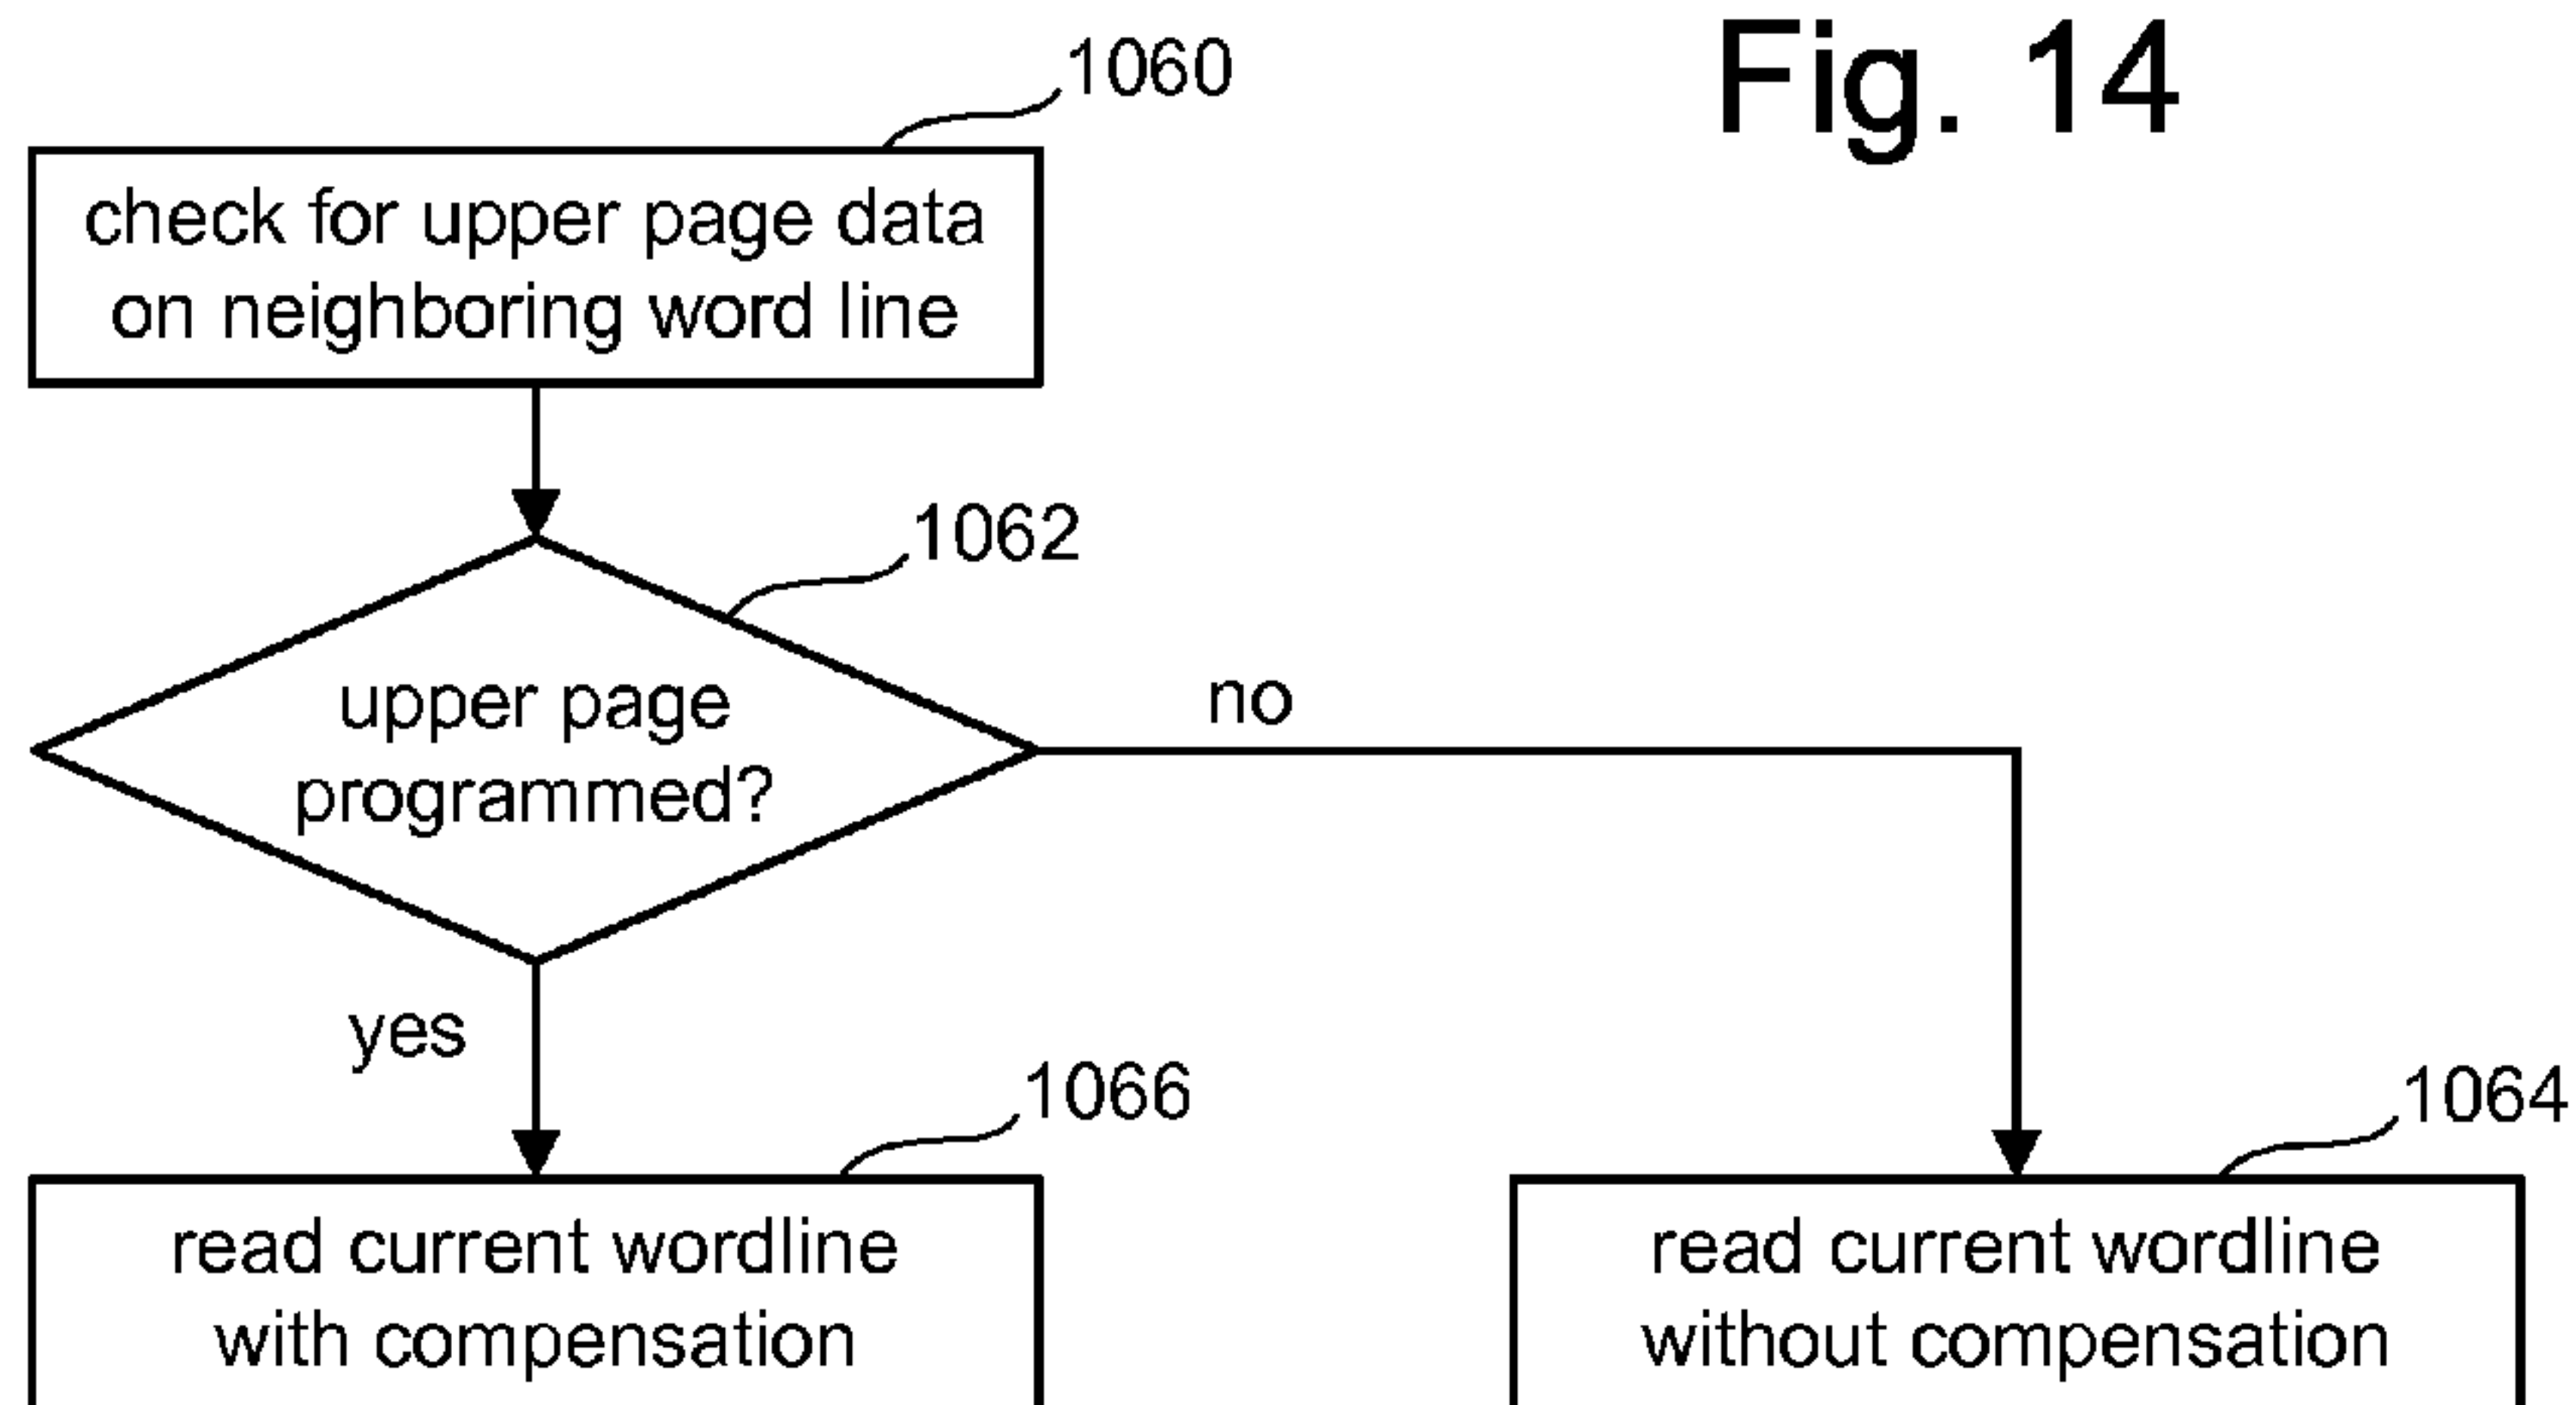 Fig. 14
1060
check for upper page data
on neighboring word line
1062
upper page
programmed?
no
yes
1066
read current wordline
with compensation
1064
read current wordline
without compensation